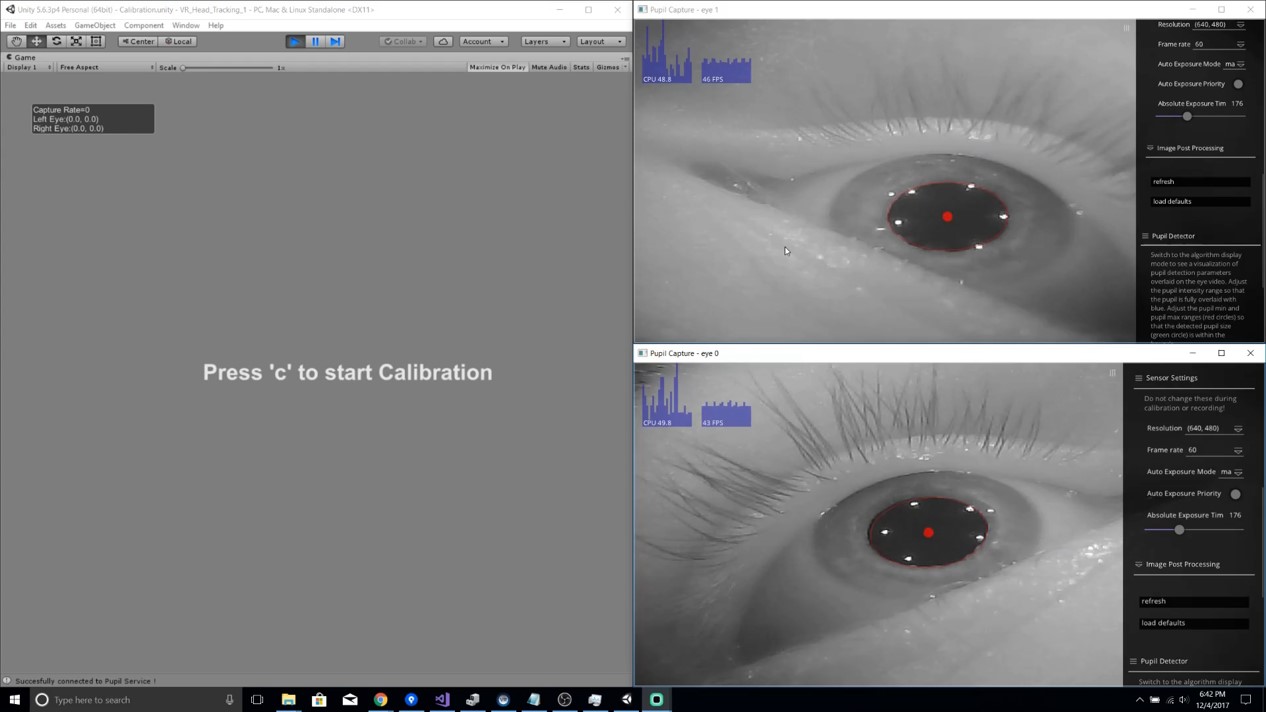 Unity 5.6.3p4 Personal (64bit) - Calibration.unity - VR_Head_Tracking_1 - PC, Mac & Linux Standalone <DX11>
File Edit Assets GameObject Component Window Help
Center Local Collab Account Layers Layout
Game
Display 1 Free Aspect Scale 1x Maximize On Play Mute Audio Stats Gizmos
Capture Rate=0
Left Eye:(0.0, 0.0)
Right Eye:(0.0, 0.0)
Press 'c' to start Calibration
Succesfully connected to Pupil Service !
Pupil Capture - eye 1
CPU 48.8 46 FPS
Resolution (640, 480)
Frame rate 60
Auto Exposure Mode ma
Auto Exposure Priority
Absolute Exposure Tim 176
Image Post Processing
refresh
load defaults
Pupil Detector
Switch to the algorithm display
mode to see a visualization of
pupil detection parameters
overlaid on the eye video. Adjust
the pupil intensity range so that
the pupil is fully overlaid with
blue. Adjust the pupil min and
pupil max ranges (red circles) so
that the detected pupil size
(green circle) is within the
Pupil Capture - eye 0
CPU 49.8 43 FPS
Sensor Settings
Do not change these during
calibration or recording!
Resolution (640, 480)
Frame rate 60
Auto Exposure Mode ma
Auto Exposure Priority
Absolute Exposure Tim 176
Image Post Processing
refresh
load defaults
Pupil Detector
Switch to the algorithm display
Type here to search
6:42 PM
12/4/2017